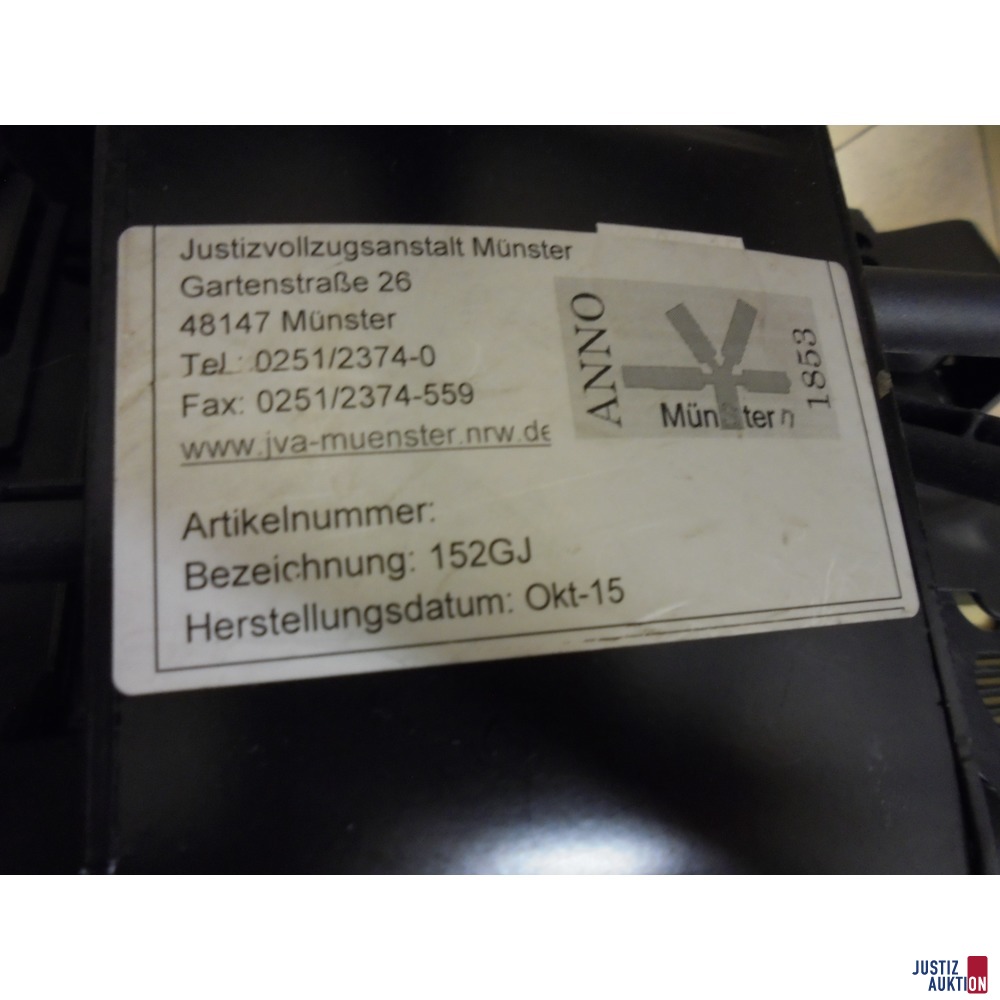 Justizvollzugsanstalt Münster
Gartenstraße 26
48147 Münster
Tel.: 0251/2374-0
Fax: 0251/2374-559
www.jva-muenster.nrw.de
ANNO
Münster
1853
Artikelnummer:
Bezeichnung: 152GJ
Herstellungsdatum: Okt-15
JUSTIZ
AUKTION